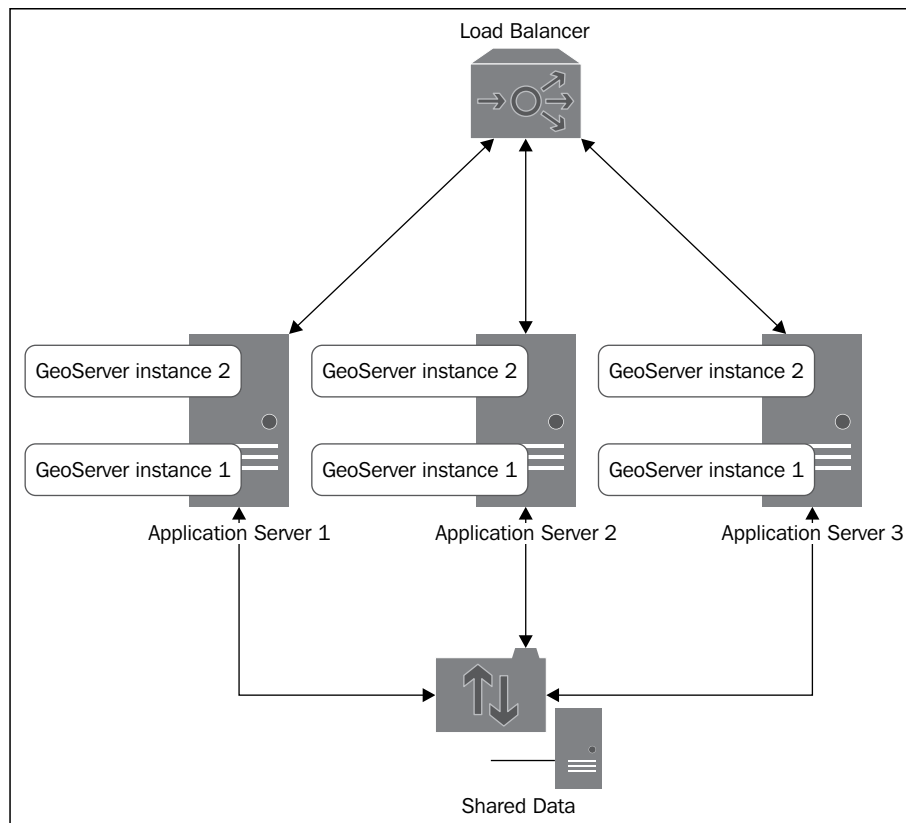 Load Balancer
GeoServer instance 2
GeoServer instance 2
GeoServer instance 2
GeoServer instance 1
GeoServer instance 1
GeoServer instance 1
Application Server 1
Application Server 2
Application Server 3
Shared Data